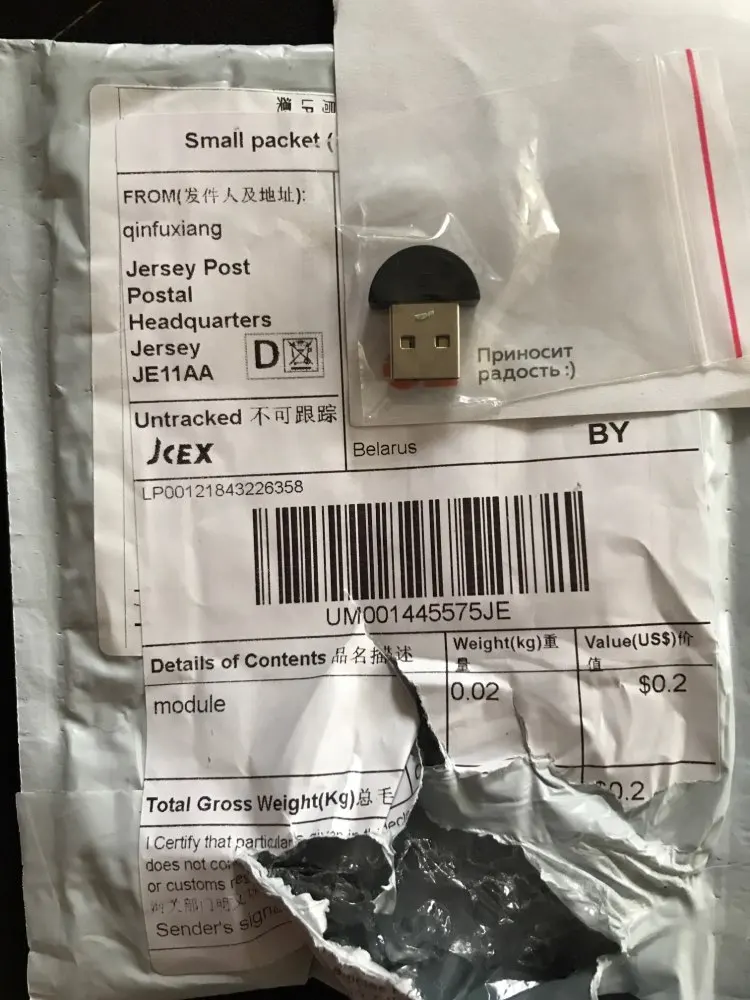 Small packet (
FROM(发件人及地址):
qinfuxiang
Jersey Post
Postal
Headquarters
Jersey
JE11AA
D
Untracked 不可跟踪
JCEX
Приносит
радость :)
Belarus
BY
LP00121843226358
UM001445575JE
Details of Contents 品名描述
Weight(kg)重
量
Value(US$)价
值
module
0.02
$0.2
Total Gross Weight(Kg)总毛
$0.2
I Certify that particular
does not
or customs
Sender's